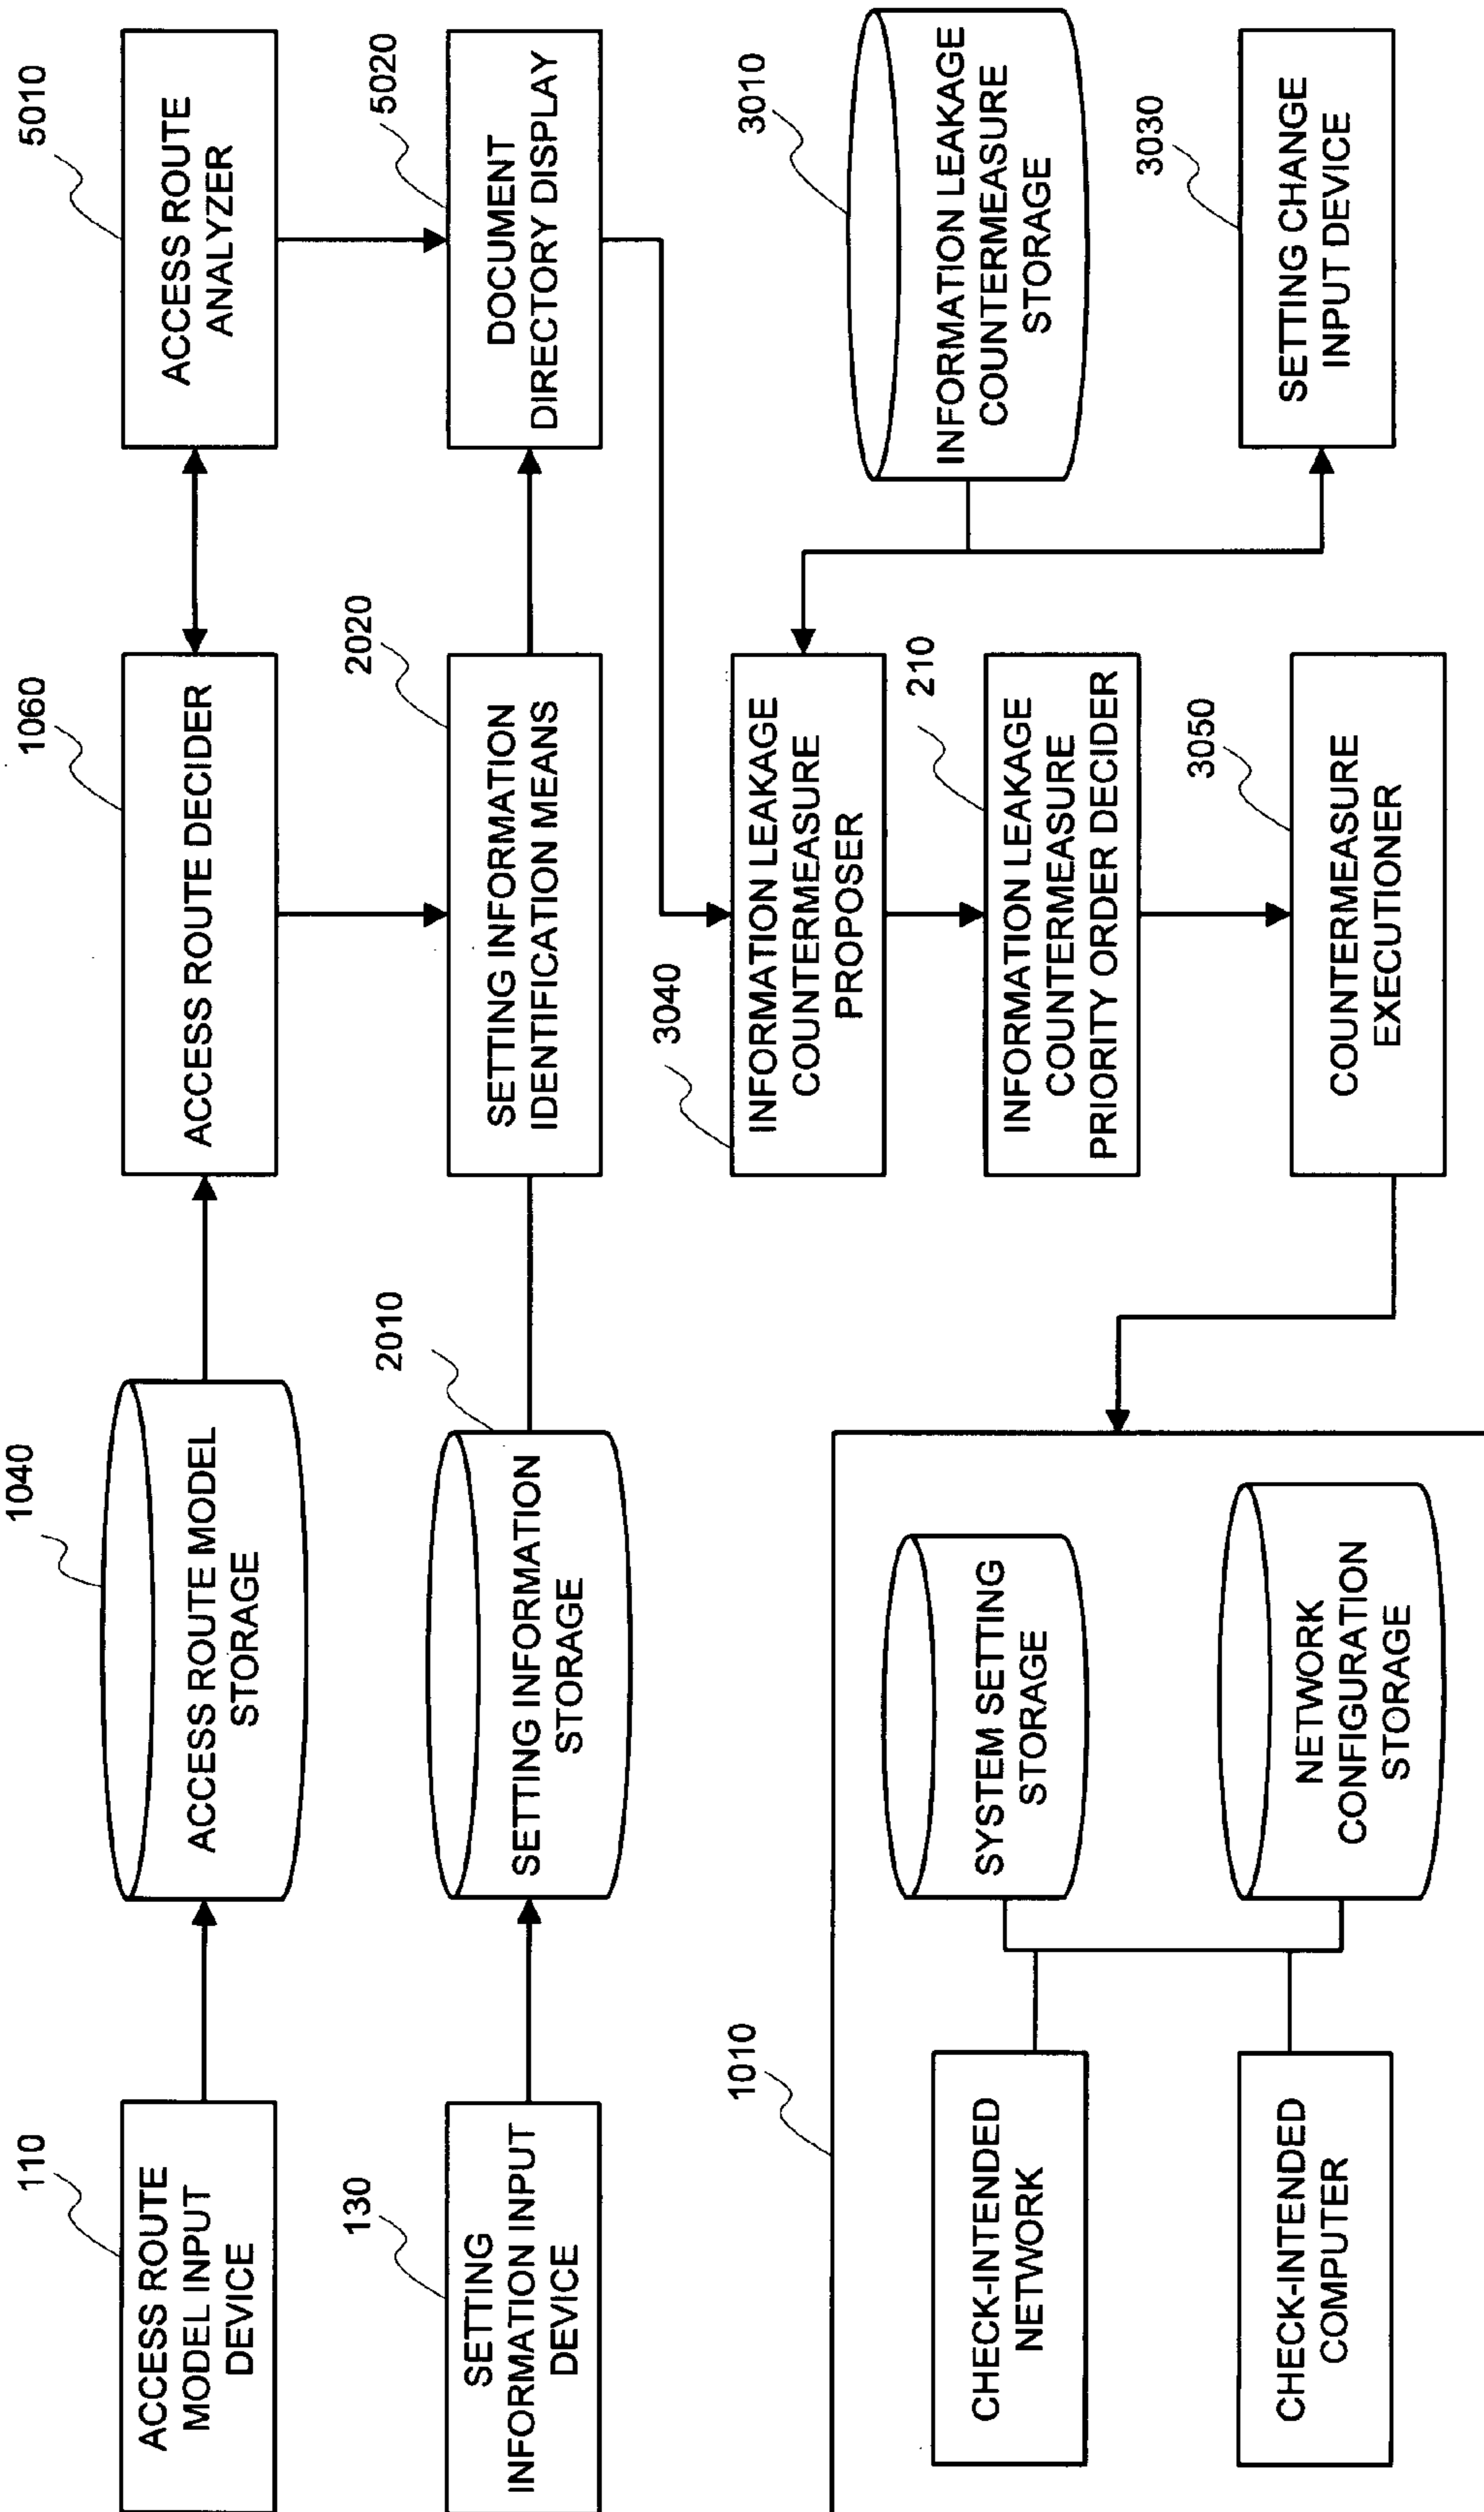 110
ACCESS ROUTE
MODEL INPUT
DEVICE
1040
ACCESS ROUTE MODEL
STORAGE
1060
ACCESS ROUTE DECIDER
5010
ACCESS ROUTE
ANALYZER
130
SETTING
INFORMATION INPUT
DEVICE
2010
SETTING INFORMATION
STORAGE
2020
SETTING INFORMATION
IDENTIFICATION MEANS
5020
DOCUMENT
DIRECTORY DISPLAY
1010
CHECK-INTENDED
NETWORK
CHECK-INTENDED
COMPUTER
SYSTEM SETTING
STORAGE
NETWORK
CONFIGURATION
STORAGE
3040
INFORMATION LEAKAGE
COUNTERMEASURE
PROPOSER
210
INFORMATION LEAKAGE
COUNTERMEASURE
PRIORITY ORDER DECIDER
3050
COUNTERMEASURE
EXECUTIONER
3010
INFORMATION LEAKAGE
COUNTERMEASURE
STORAGE
3030
SETTING CHANGE
INPUT DEVICE